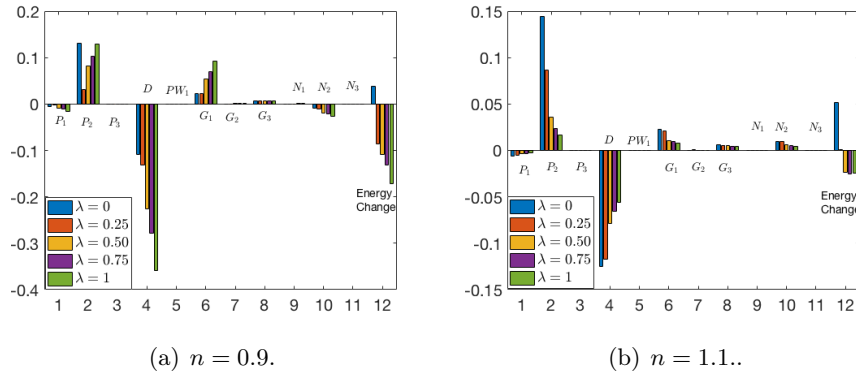 0.2
0.1
0
-0.1
-0.2
-0.3
-0.4
P1 P2 P3 D PW1 G1 G2 G3 N1 N2 N3
Energy
Change
λ = 0
λ = 0.25
λ = 0.50
λ = 0.75
λ = 1
1 2 3 4 5 6 7 8 9 10 11 12
(a) n = 0.9.
0.15
0.1
0.05
0
-0.05
-0.1
-0.15
P1 P2 P3 D PW1 G1 G2 G3 N1 N2 N3
Energy
Change
λ = 0
λ = 0.25
λ = 0.50
λ = 0.75
λ = 1
1 2 3 4 5 6 7 8 9 10 11 12
(b) n = 1.1..